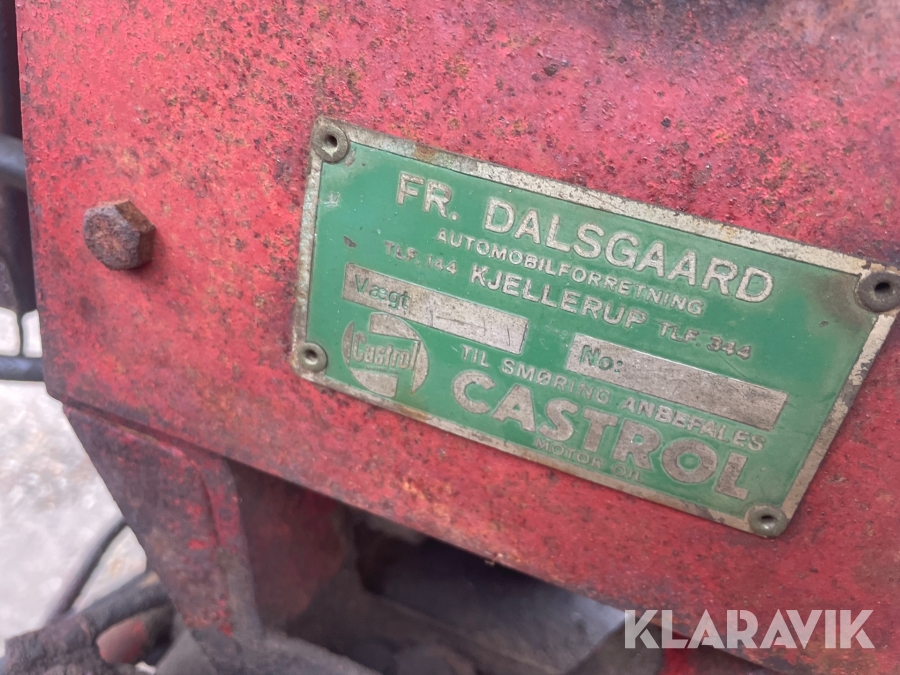 FR. DALSGAARD
AUTOMOBILFORRETNING
TLF. 144 KJELLERUP TLF. 344
Vægt
No:
Castrol
TIL SMØRING ANBEFALES
CASTROL
MOTOR OIL
KLARAVIK